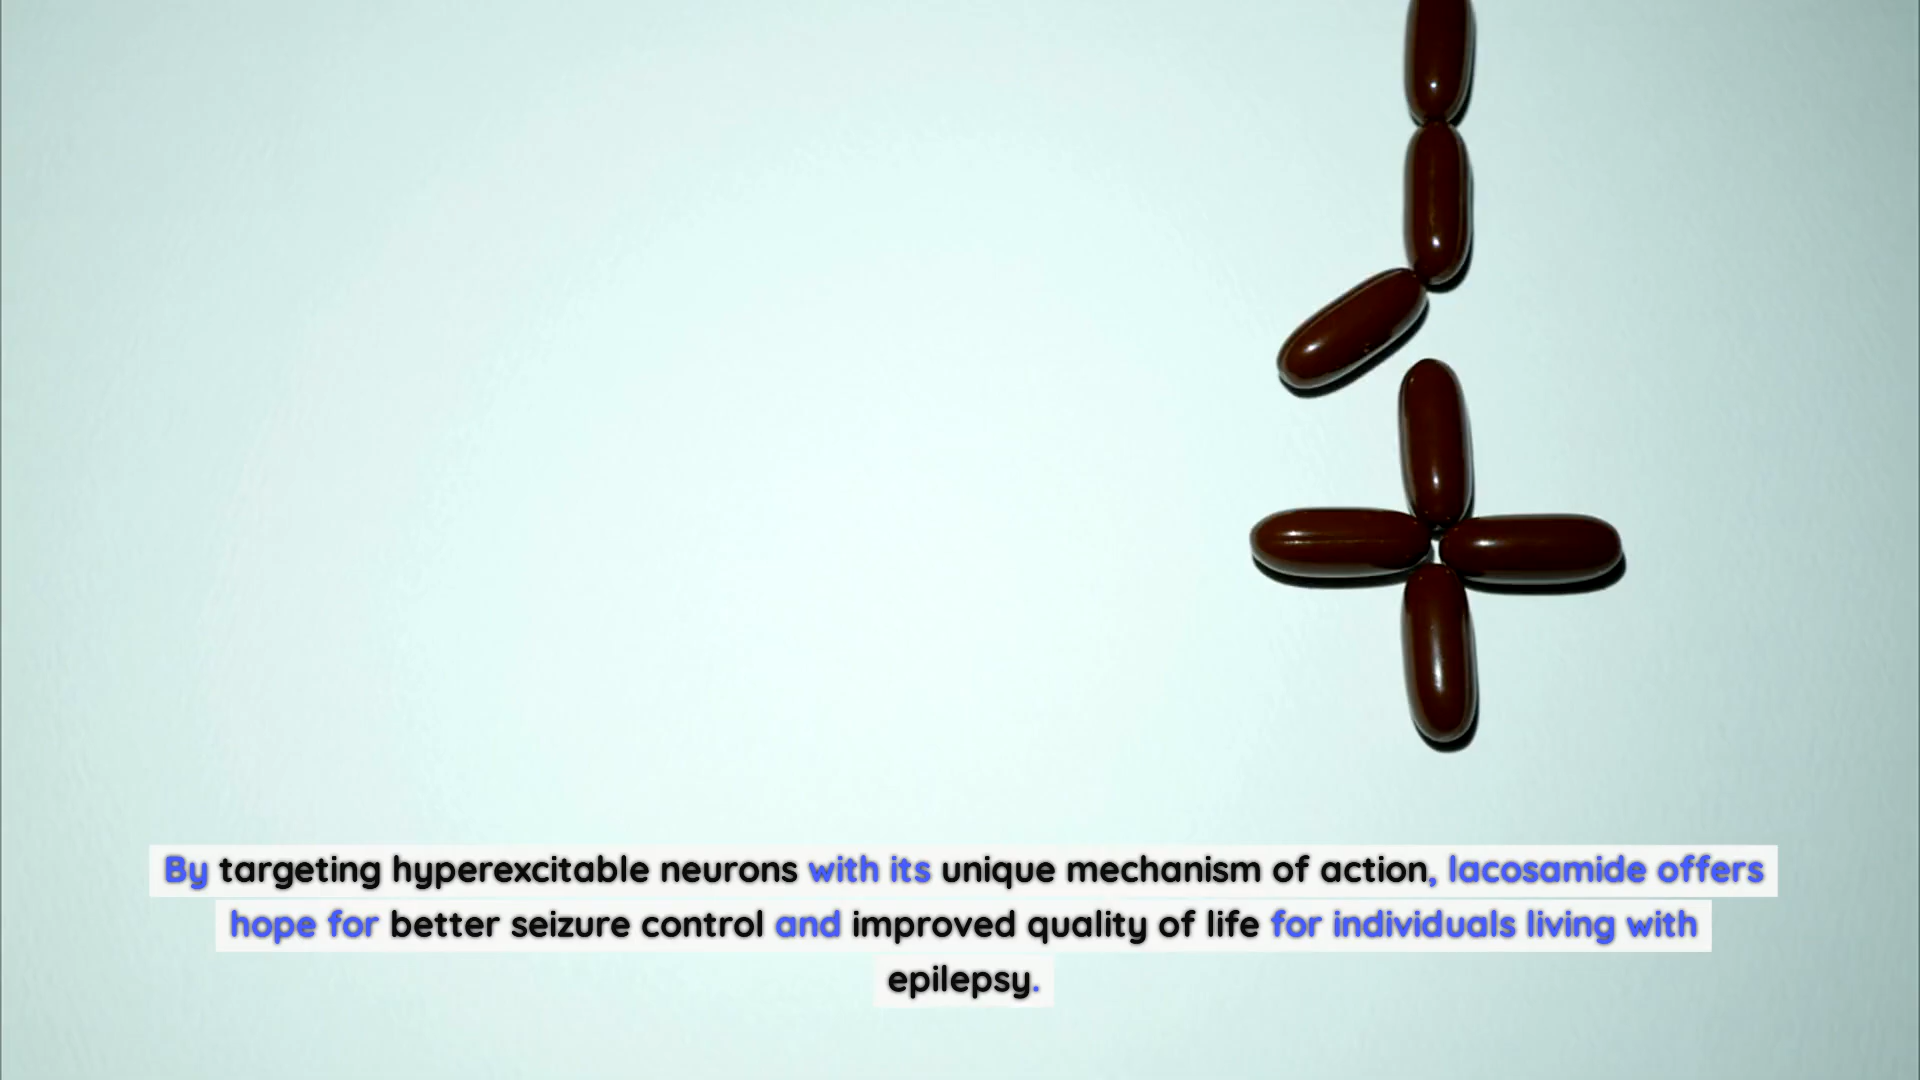 By targeting hyperexcitable neurons with its unique mechanism of action, lacosamide offers
hope for better seizure control and improved quality of life for individuals living with
epilepsy.